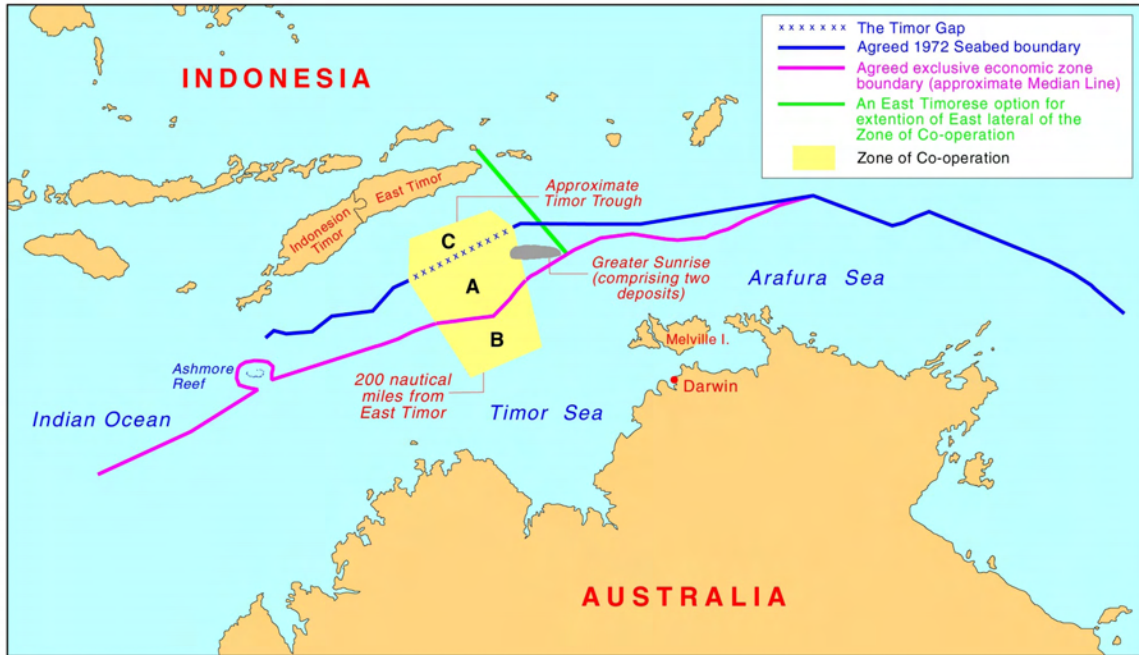 The Timor Gap
Agreed 1972 Seabed boundary
Agreed exclusive economic zone
boundary (approximate Median Line)
An East Timorese option for
extention of East lateral of the
Zone of Co-operation
Zone of Co-operation
INDONESIA
East Timor
Indonesion
Timor
Approximate
Timor Trough
C
A
B
Greater Sunrise
(comprising two
deposits)
Arafura Sea
Melville I.
Darwin
Ashmore
Reef
200 nautical
miles from
East Timor
Timor Sea
Indian Ocean
AUSTRALIA